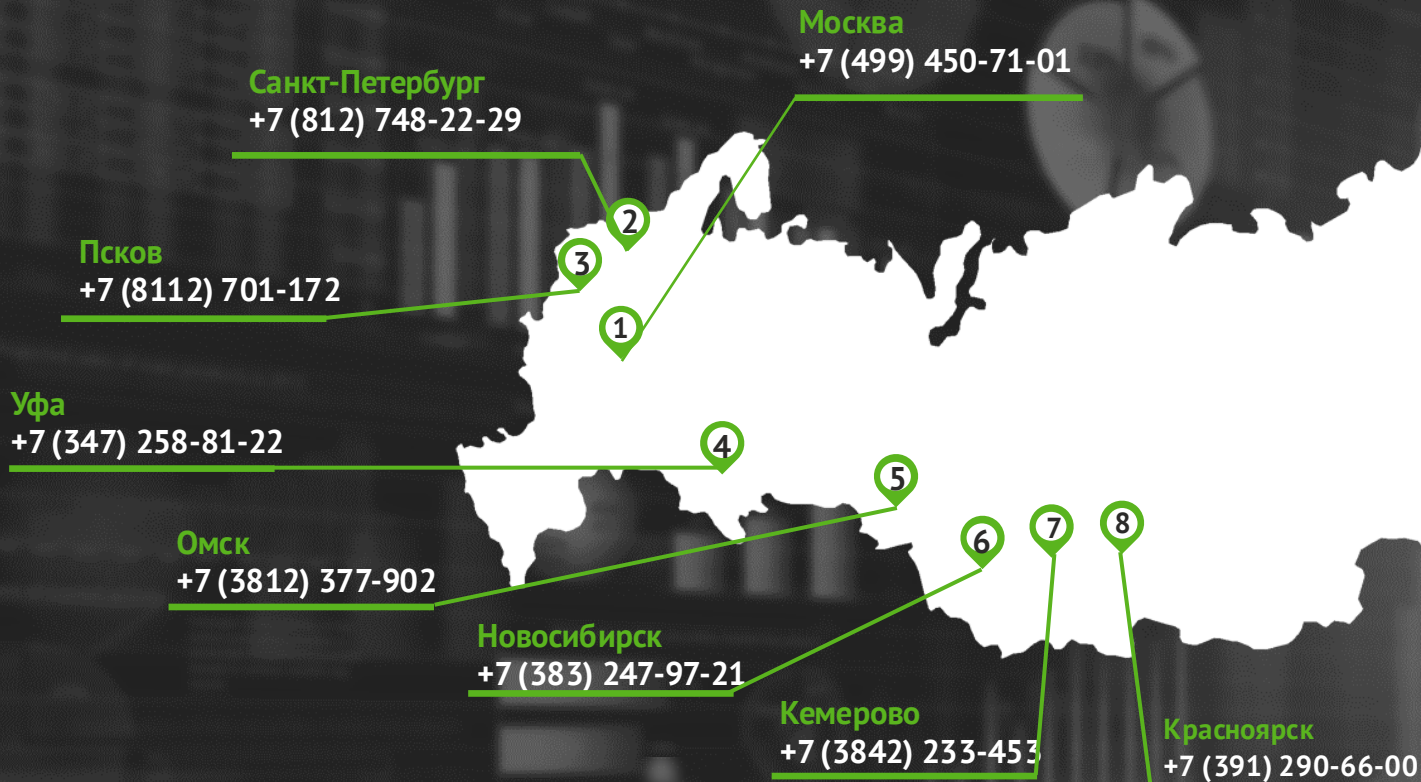 Москва
+7 (499) 450-71-01
Санкт-Петербург
+7 (812) 748-22-29
2
Псков
+7 (8112) 701-172
3
1
Уфа
+7 (347) 258-81-22
4
5
Омск
+7 (3812) 377-902
6
7
8
Новосибирск
+7 (383) 247-97-21
Кемерово
+7 (3842) 233-453
Красноярск
+7 (391) 290-66-00